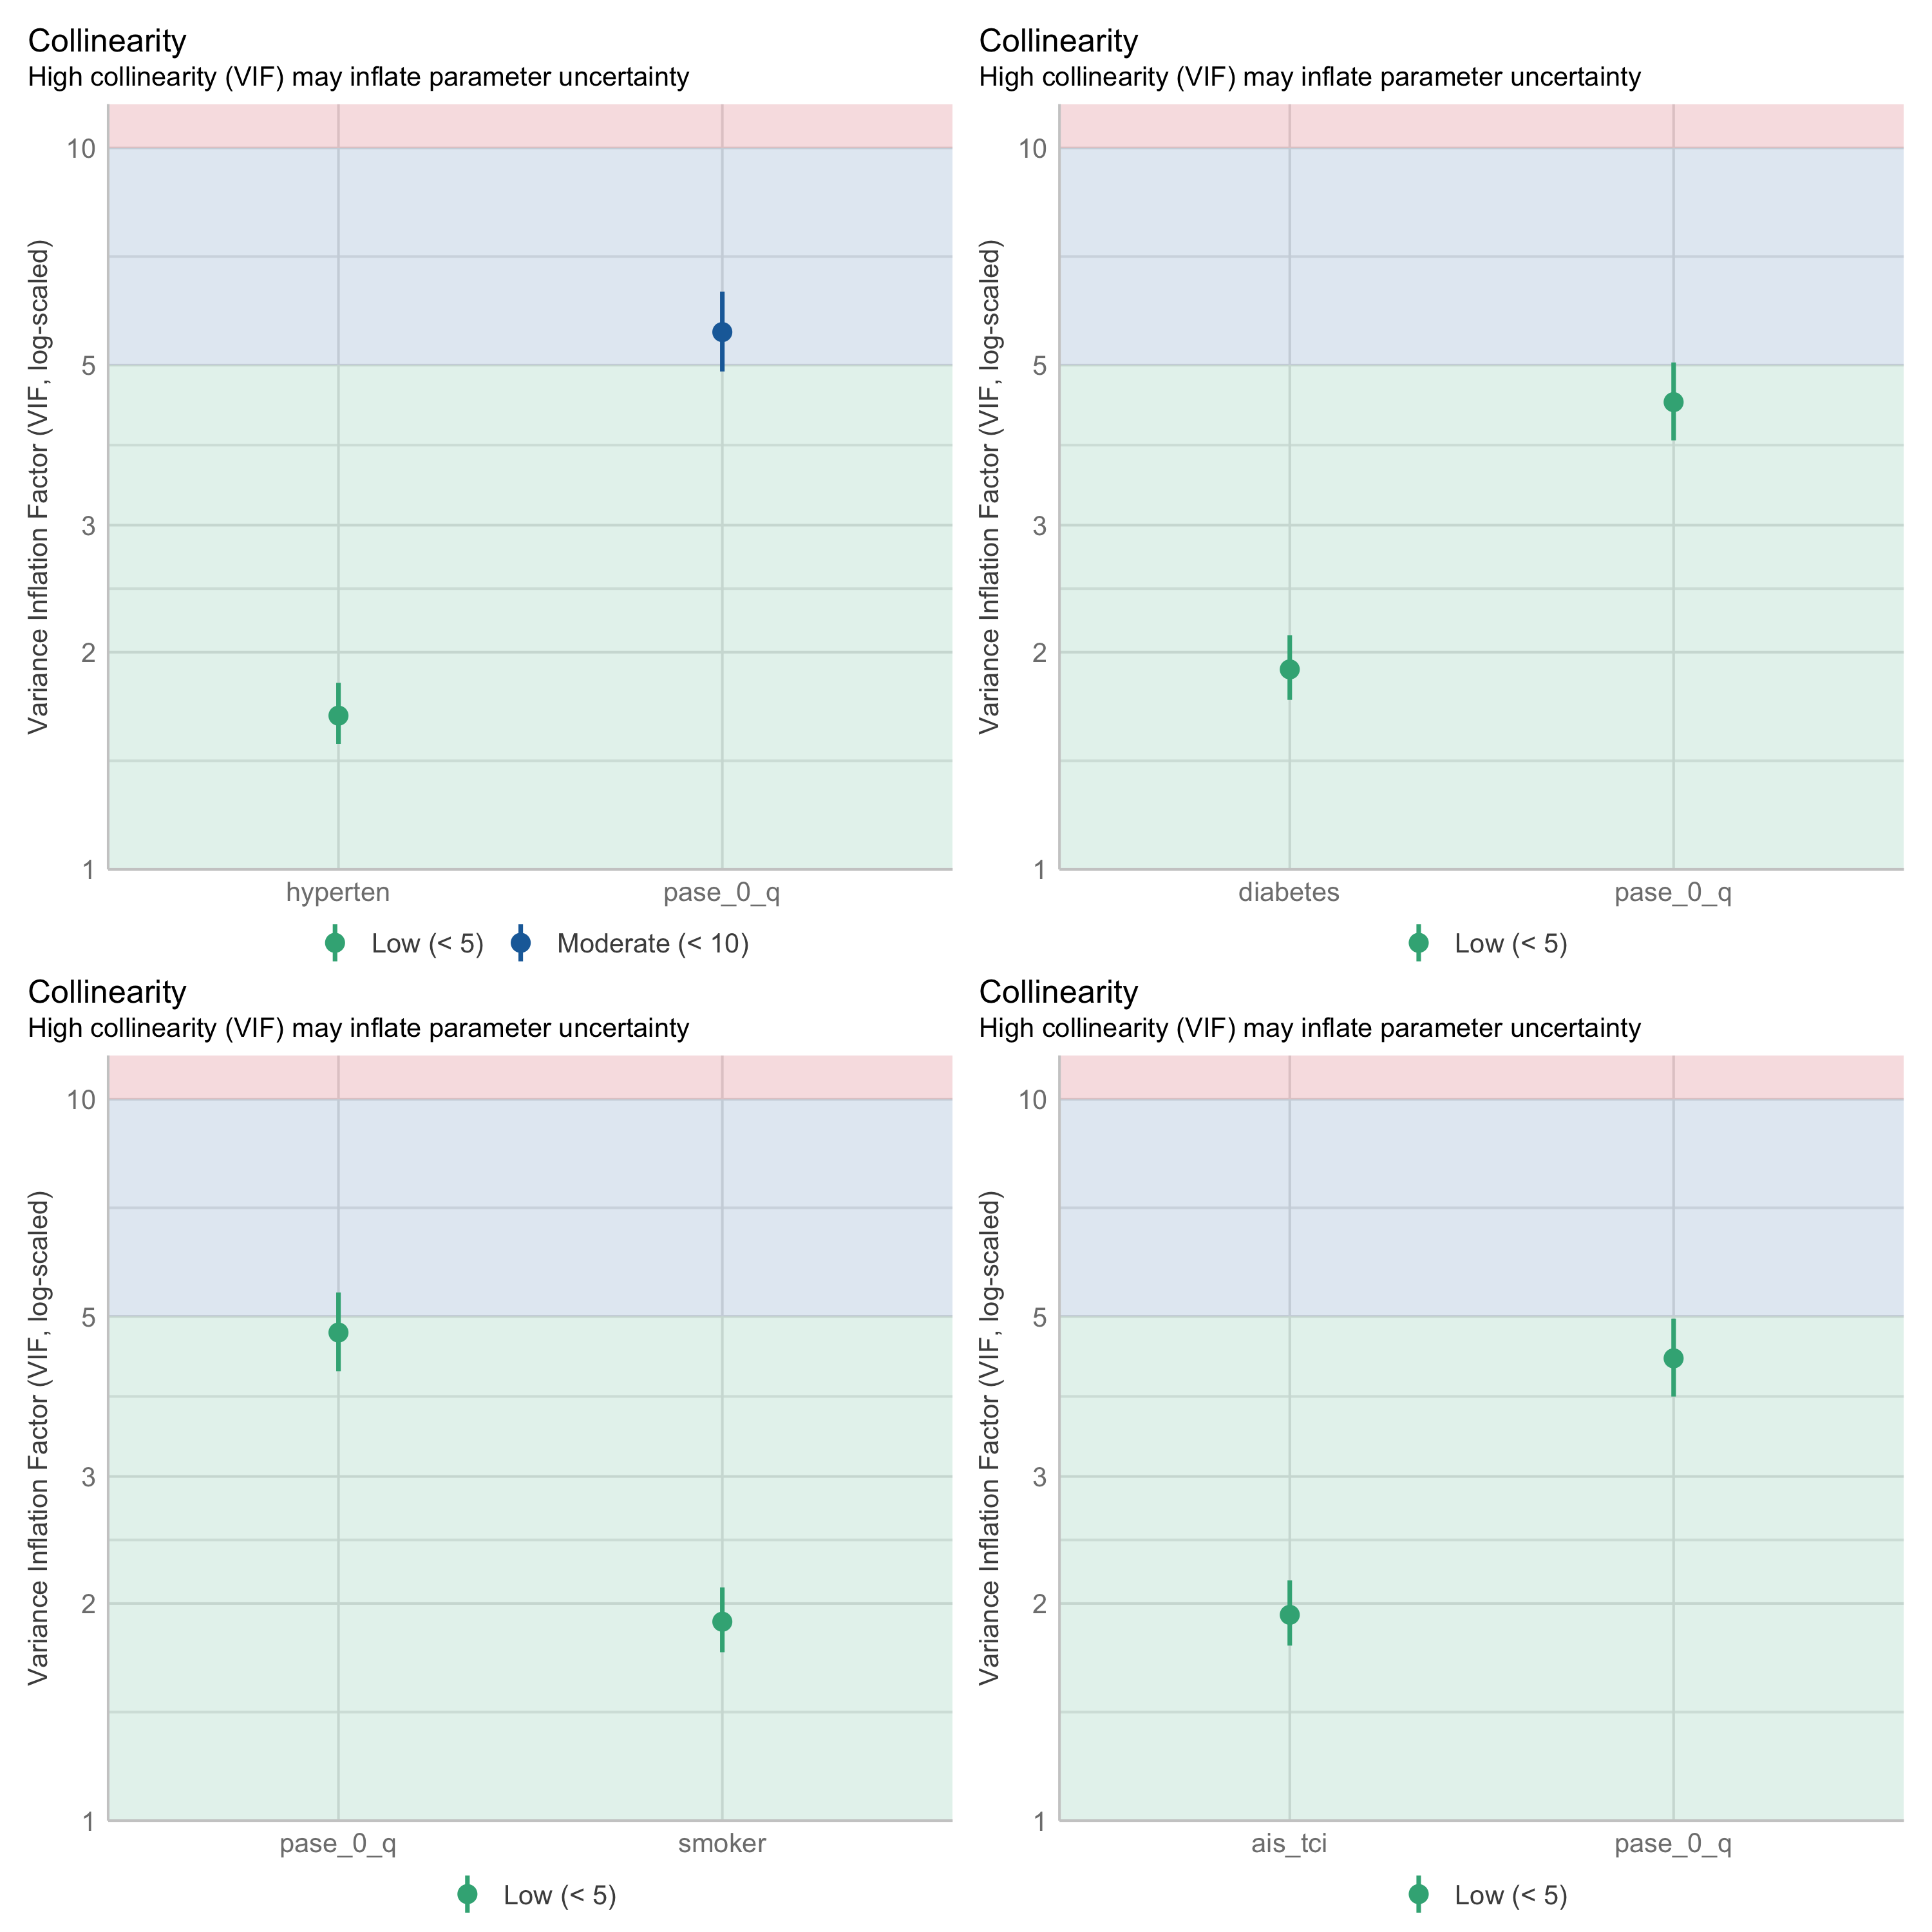 Collinearity
High collinearity (VIF) may inflate parameter uncertainty
Variance Inflation Factor (VIF, log-scaled)
10
5
3
2
1
hyperten pase_0_q
Low (< 5) Moderate (< 10)
Collinearity
High collinearity (VIF) may inflate parameter uncertainty
Variance Inflation Factor (VIF, log-scaled)
10
5
3
2
1
diabetes pase_0_q
Low (< 5)
Collinearity
High collinearity (VIF) may inflate parameter uncertainty
Variance Inflation Factor (VIF, log-scaled)
10
5
3
2
1
pase_0_q smoker
Low (< 5)
Collinearity
High collinearity (VIF) may inflate parameter uncertainty
Variance Inflation Factor (VIF, log-scaled)
10
5
3
2
1
ais_tci pase_0_q
Low (< 5)